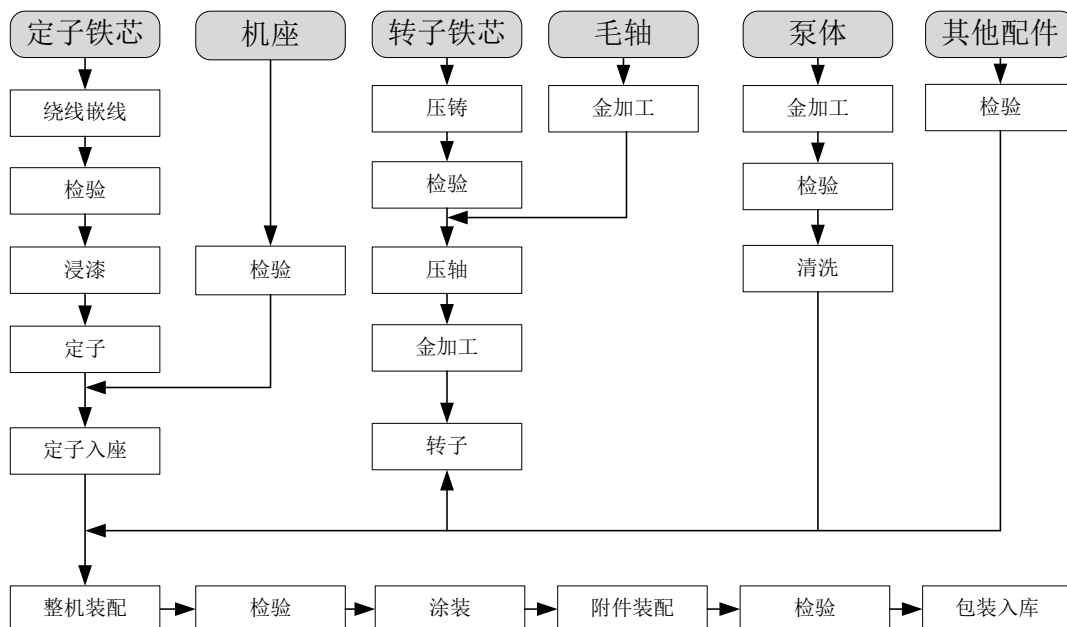 定子铁芯
机座
转子铁芯
毛轴
泵体
其他配件
绕线嵌线
压铸
金加工
金加工
检验
检验
检验
检验
浸漆
检验
压轴
清洗
定子
金加工
定子入座
转子
整机装配
检验
涂装
附件装配
检验
包装入库